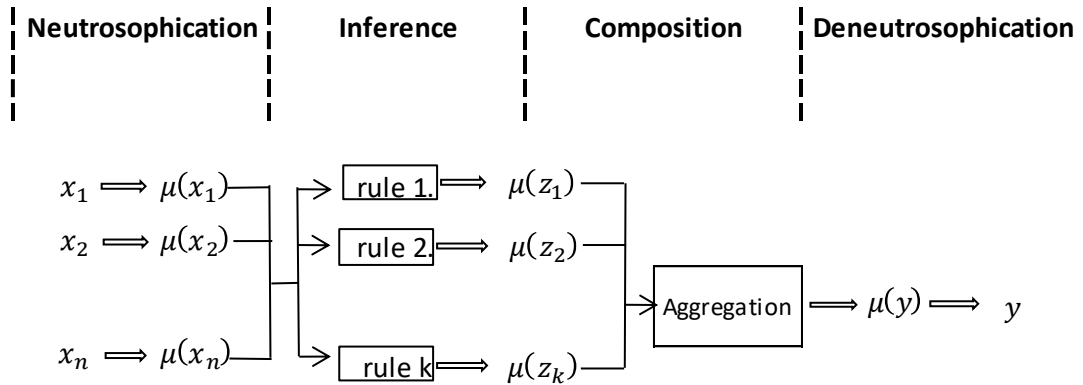 Neutrosophication Inference Composition Deneutrosophication
x₁ ⟹ μ(x₁) rule 1. ⟹ μ(z₁)
x₂ ⟹ μ(x₂) rule 2. ⟹ μ(z₂)
Aggregation ⟹ μ(y) ⟹ y
xₙ ⟹ μ(xₙ) rule k ⟹ μ(zₖ)